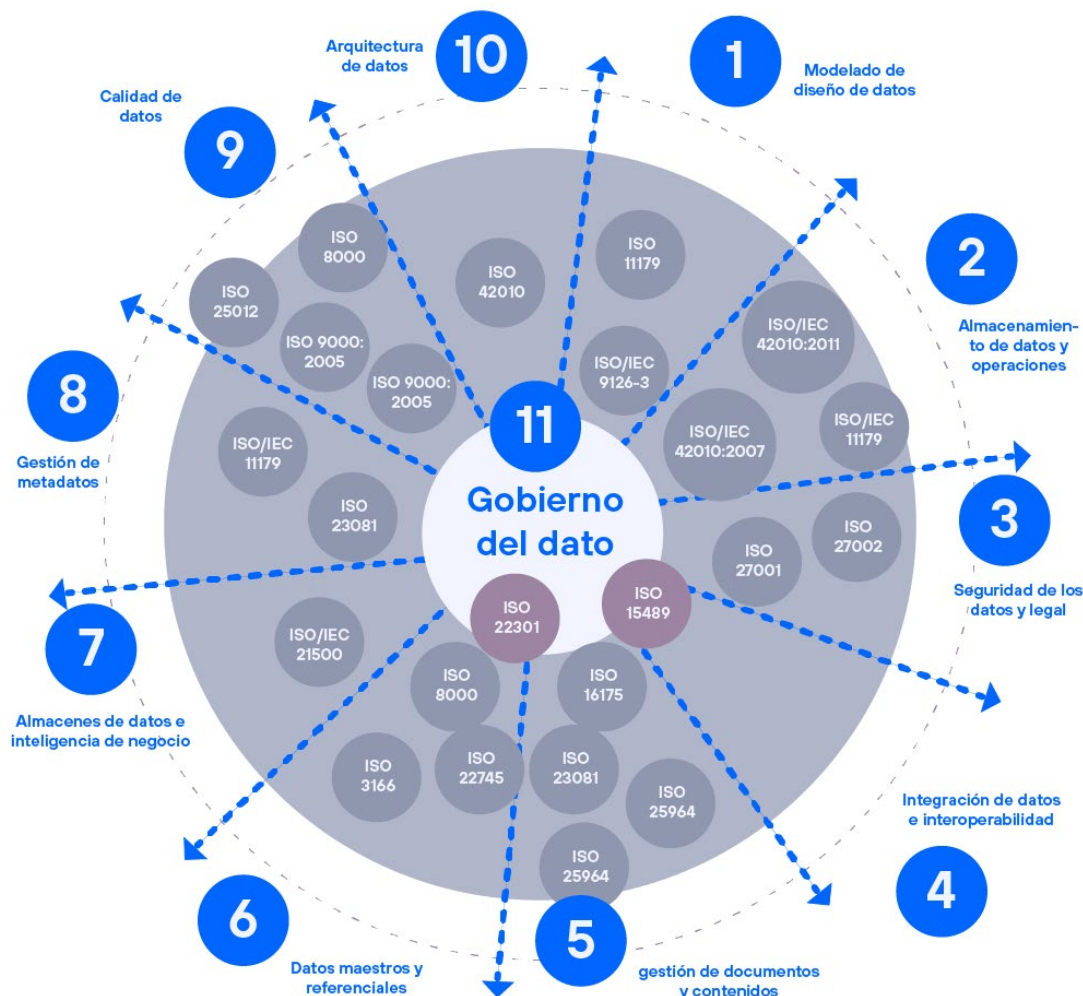 10
Arquitectura
de datos
1
Modelado de
diseño de datos
Calidad de
datos
9
2
Almacenamien-
to de datos y
operaciones
ISO
8000
ISO
42010
ISO
11179
ISO
25012
ISO 9000:
2005
ISO 9000:
2005
ISO/IEC
9126-3
ISO/IEC
42010:2011
8
Gestión de
metadatos
ISO/IEC
11179
ISO
23081
11
Gobierno
del dato
ISO/IEC
42010:2007
ISO/IEC
11179
3
Seguridad de los
datos y legal
ISO
27001
ISO
27002
ISO
22301
ISO
15489
7
Almacenes de datos e
inteligencia de negocio
ISO/IEC
21500
ISO
8000
ISO
16175
ISO
3166
ISO
22745
ISO
23081
ISO
25964
ISO
25964
Integración de datos
e interoperabilidad
4
6
Datos maestros y
referenciales
5
gestión de documentos
y contenidos